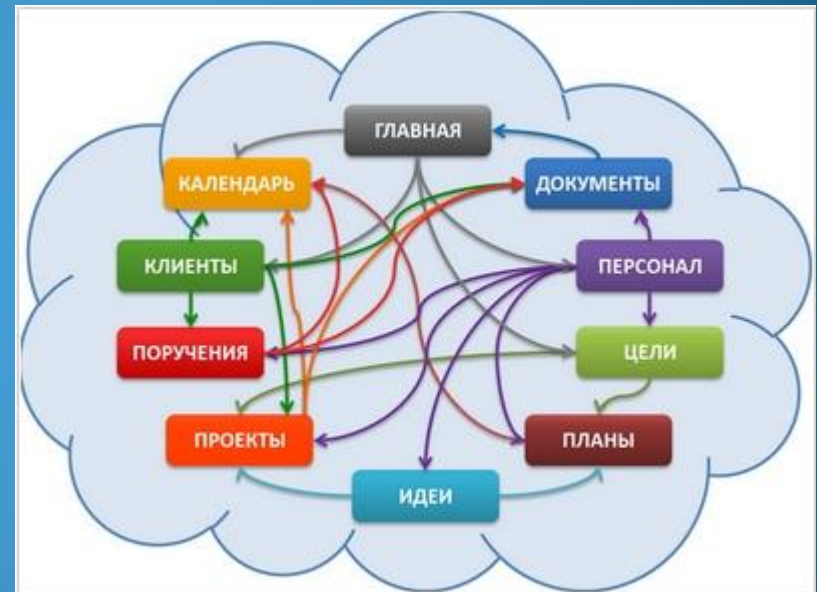 ГЛАВНАЯ
КАЛЕНДАРЬ
ДОКУМЕНТЫ
КЛИЕНТЫ
ПЕРСОНАЛ
ПОРУЧЕНИЯ
ЦЕЛИ
ПРОЕКТЫ
ПЛАНЫ
ИДЕИ